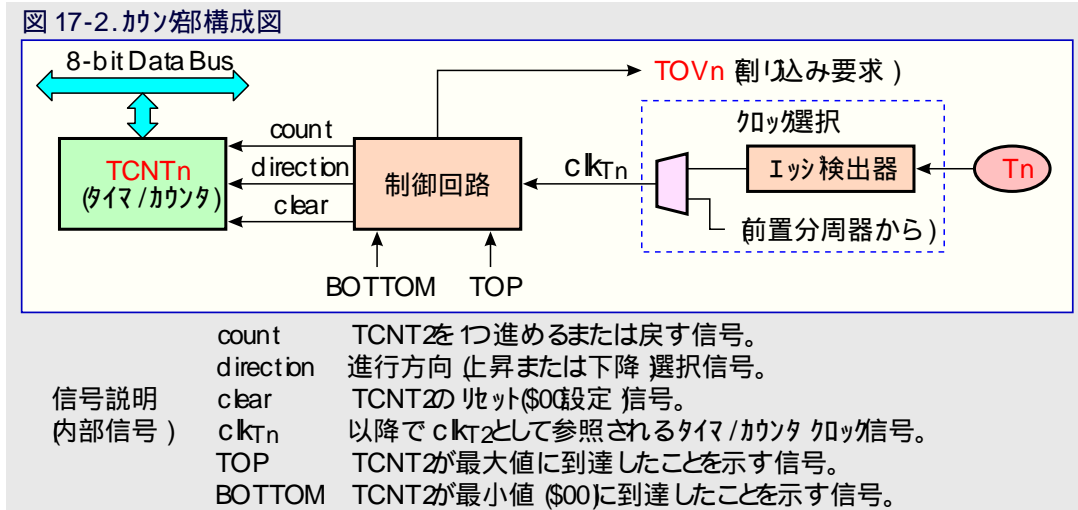 図 17-2. ｶｳﾝﾀ部構成図
8-bit Data Bus
TOVn (割り込み要求)
ｸﾛｯｸ選択
count
TCNTn
(ﾀｲﾏ/ｶｳﾝﾀ)
direction
制御回路
clkTn
ｴｯｼﾞ検出器
Tn
clear
(前置分周器から)
BOTTOM TOP
count TCNT2を1つ進めるまたは戻す信号。
direction 進行方向(上昇または下降)選択信号。
信号説明 clear TCNT2のﾘｾｯﾄ($00設定)信号。
(内部信号) clkTn 以降でclkT2として参照されるﾀｲﾏ/ｶｳﾝﾀ ｸﾛｯｸ信号。
TOP TCNT2が最大値に到達したことを示す信号。
BOTTOM TCNT2が最小値($00)に到達したことを示す信号。